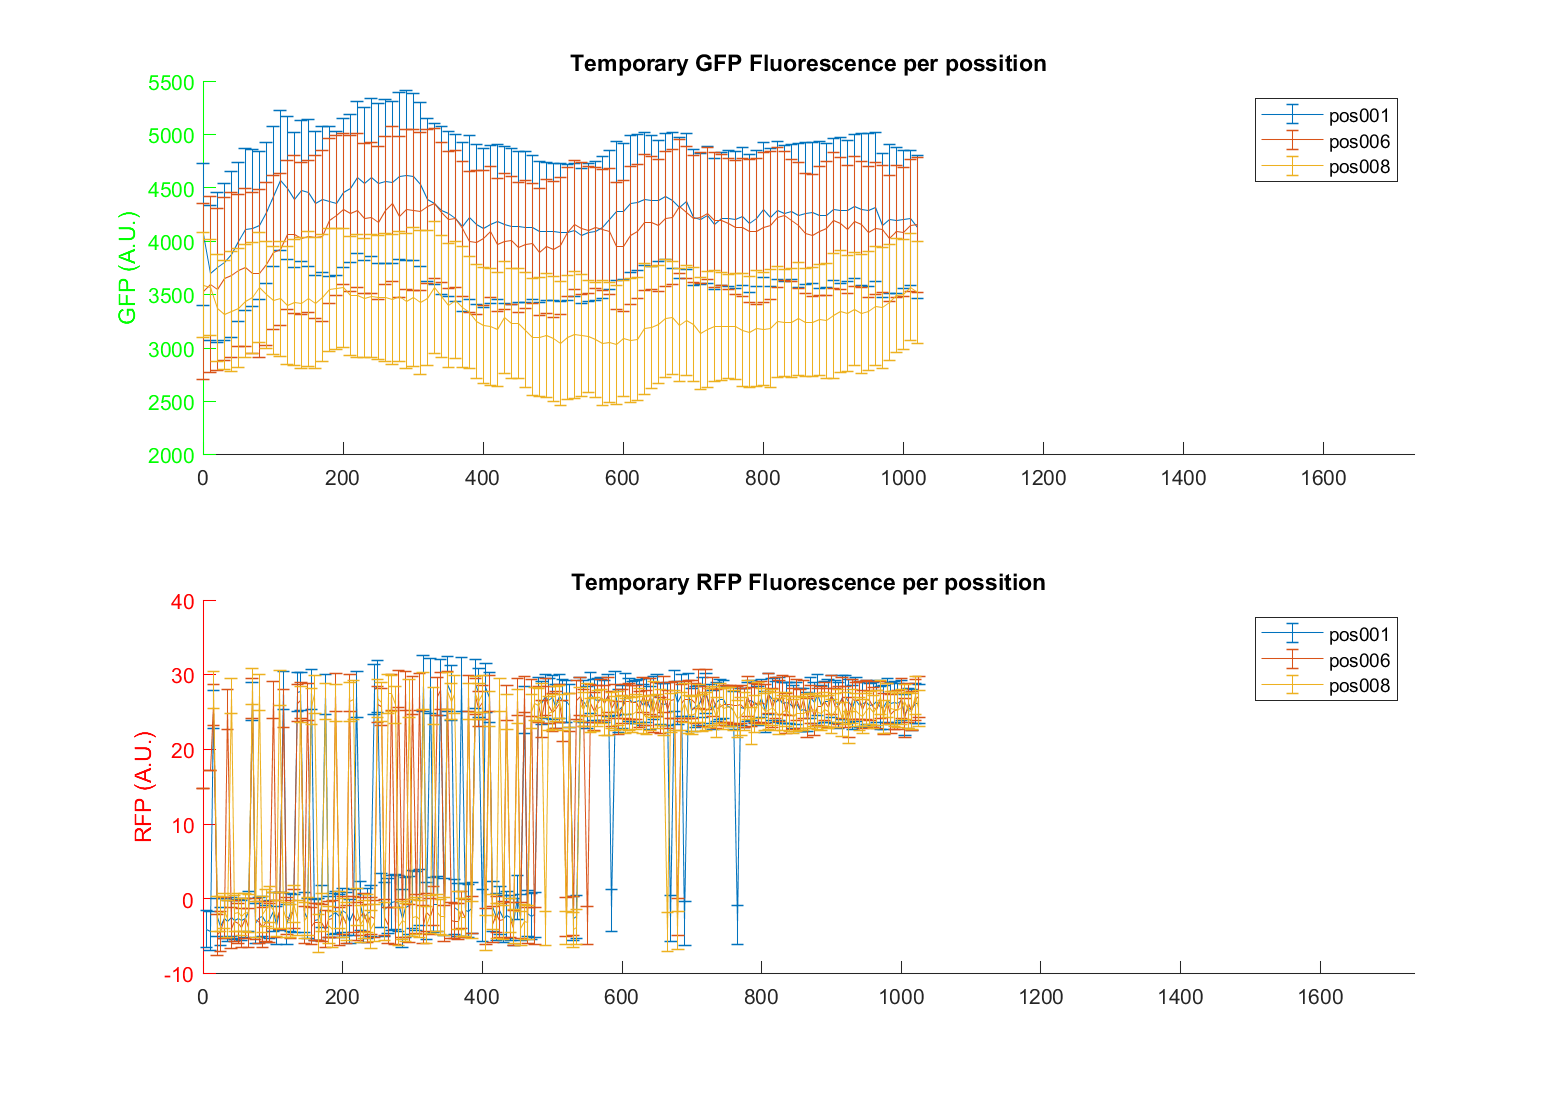 Temporary GFP Fluorescence per possition
GFP (A.U.)
5500
5000
4500
4000
3500
3000
2500
2000
0 200 400 600 800 1000 1200 1400 1600
pos001
pos006
pos008
Temporary RFP Fluorescence per possition
RFP (A.U.)
40
30
20
10
0
-10
0 200 400 600 800 1000 1200 1400 1600
pos001
pos006
pos008